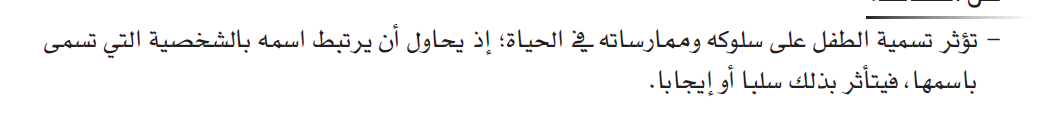 – تؤثر تسمية الطفل على سلوكه وممارساته في الحياة؛ إذ يحاول أن يرتبط اسمه بالشخصية التي تسمى
باسمها، فيتأثر بذلك سلبا أو إيجابا.